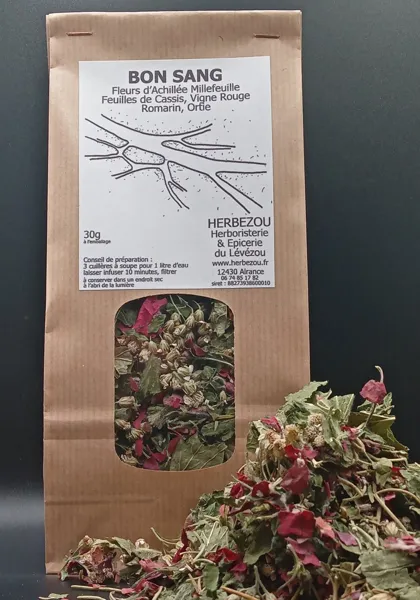 BON SANG
Fleurs d'Achillée Millefeuille
Feuilles de Cassis, Vigne Rouge
Romarin, Ortie
30g
à l'emballage
HERBEZOU
Herboristerie
& Epicerie
du Lévézou
www.herbezou.fr
12430 Alrance
06 74 85 17 82
siret : 88273938600010
Conseil de préparation :
3 cuillères à soupe pour 1 litre d'eau
laisser infuser 10 minutes, filtrer
à conserver dans un endroit sec
à l'abri de la lumière